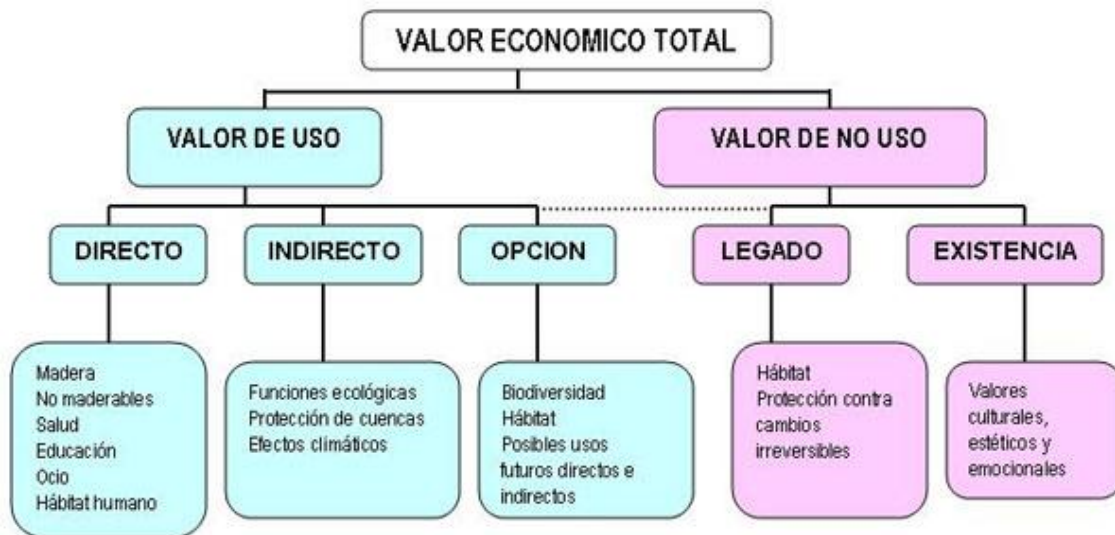 VALOR ECONOMICO TOTAL
VALOR DE USO
VALOR DE NO USO
DIRECTO
INDIRECTO
OPCION
LEGADO
EXISTENCIA
Madera
No maderables
Salud
Educación
Ocio
Hábitat humano
Funciones ecológicas
Protección de cuencas
Efectos climáticos
Biodiversidad
Hábitat
Posibles usos
futuros directos e
indirectos
Hábitat
Protección contra
cambios
irreversibles
Valores
culturales,
estéticos y
emocionales